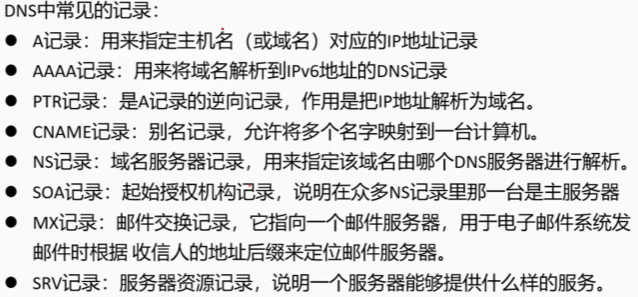 DNS中常见的记录：
● A记录：用来指定主机名（或域名）对应的IP地址记录
● AAAA记录：用来将域名解析到IPv6地址的DNS记录
● PTR记录：是A记录的逆向记录，作用是把IP地址解析为域名。
● CNAME记录：别名记录，允许将多个名字映射到一台计算机。
● NS记录：域名服务器记录，用来指定该域名由哪个DNS服务器进行解析。
● SOA记录：起始授权机构记录，说明在众多NS记录里那一台是主服务器
● MX记录：邮件交换记录，它指向一个邮件服务器，用于电子邮件系统发
邮件时根据 收信人的地址后缀来定位邮件服务器。
● SRV记录：服务器资源记录，说明一个服务器能够提供什么样的服务。